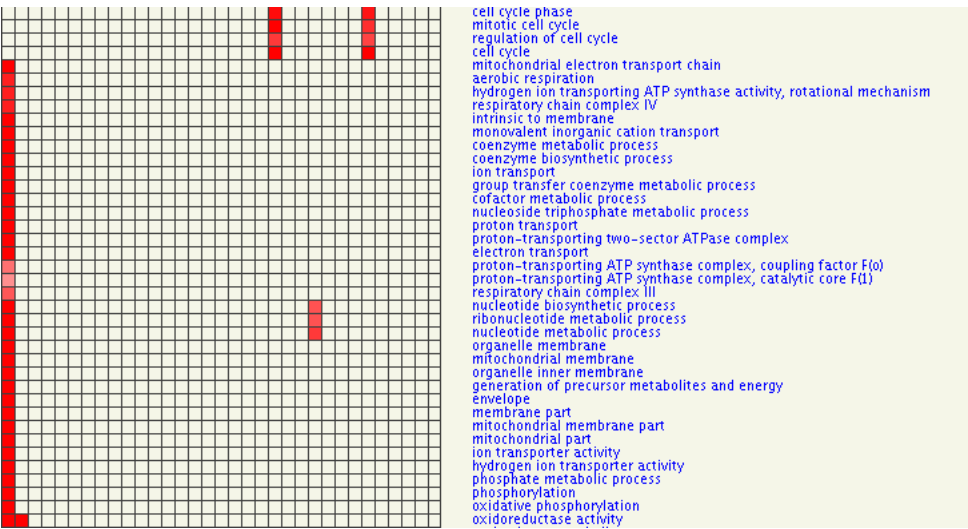 cell cycle phase
mitotic cell cycle
regulation of cell cycle
cell cycle
mitochondrial electron transport chain
aerobic respiration
hydrogen ion transporting ATP synthase activity, rotational mechanism
respiratory chain complex IV
intrinsic to membrane
monovalent inorganic cation transport
coenzyme metabolic process
coenzyme biosynthetic process
ion transport
group transfer coenzyme metabolic process
cofactor metabolic process
nucleoside triphosphate metabolic process
proton transport
proton-transporting two-sector ATPase complex
electron transport
proton-transporting ATP synthase complex, coupling factor F(o)
proton-transporting ATP synthase complex, catalytic core F(1)
respiratory chain complex III
nucleotide biosynthetic process
ribonucleotide metabolic process
nucleotide metabolic process
organelle membrane
mitochondrial membrane
organelle inner membrane
generation of precursor metabolites and energy
envelope
membrane part
mitochondrial membrane part
mitochondrial part
ion transporter activity
hydrogen ion transporter activity
phosphate metabolic process
phosphorylation
oxidative phosphorylation
oxidoreductase activity